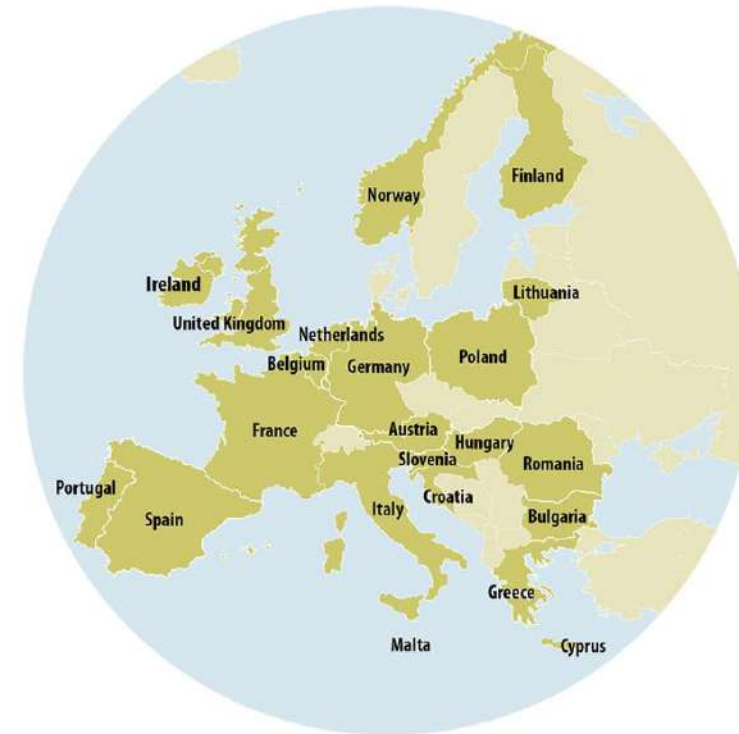 Norway
Finland
Ireland
Lithuania
United Kingdom
Netherlands
Poland
Belgium
Germany
France
Austria
Hungary
Slovenia
Romania
Portugal
Croatia
Spain
Italy
Bulgaria
Greece
Malta
Cyprus